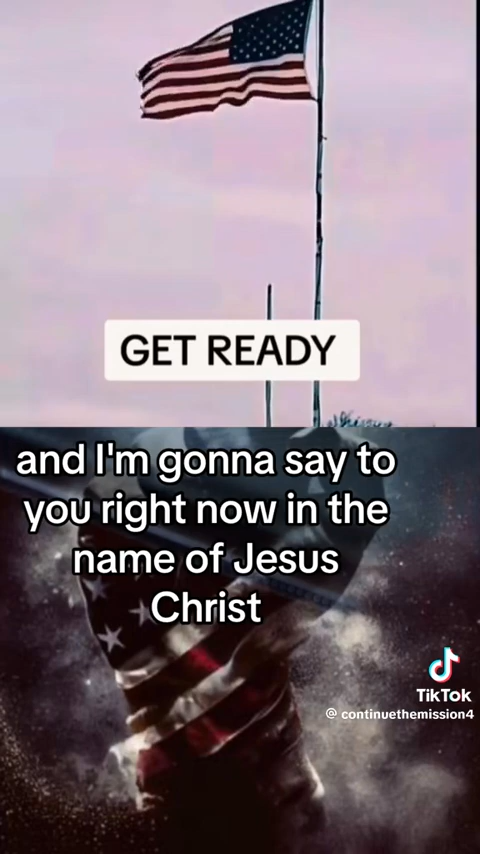 GET READY
and I'm gonna say to
you right now in the
name of Jesus
Christ
TikTok
@ continuethemission4